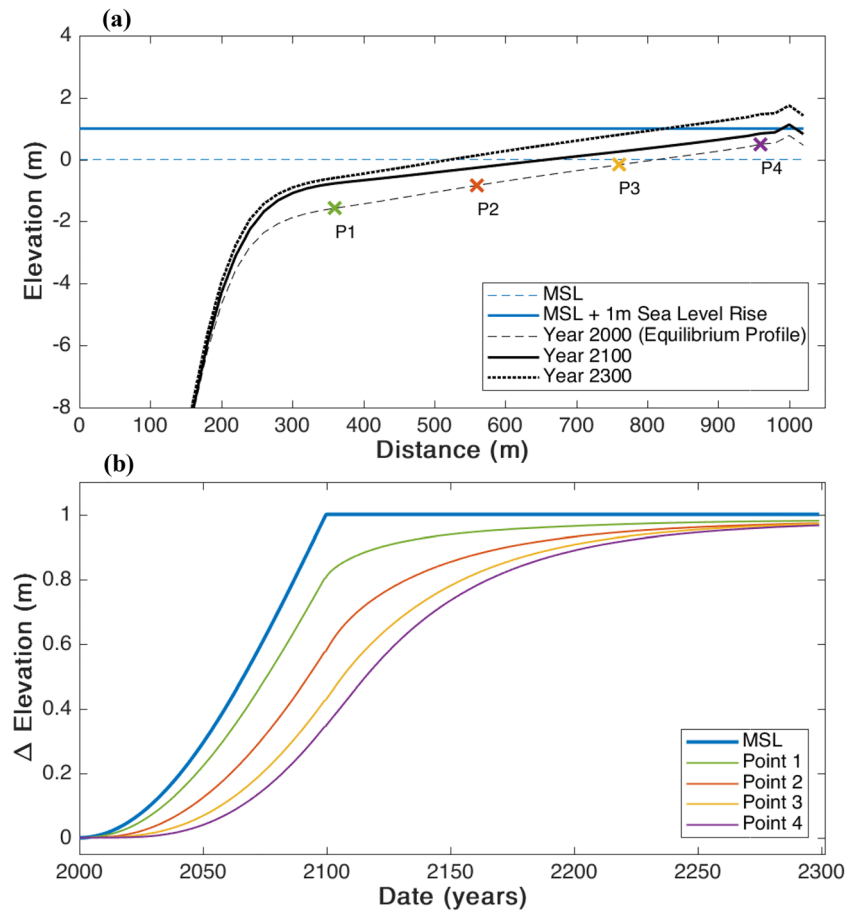 (a)
4
2
0
-2
-4
-6
-8
Elevation (m)
P1
P2
P3
P4
MSL
MSL + 1m Sea Level Rise
Year 2000 (Equilibrium Profile)
Year 2100
Year 2300
0 100 200 300 400 500 600 700 800 900 1000
Distance (m)
(b)
1
0.8
0.6
0.4
0.2
0
Δ Elevation (m)
MSL
Point 1
Point 2
Point 3
Point 4
2000 2050 2100 2150 2200 2250 2300
Date (years)